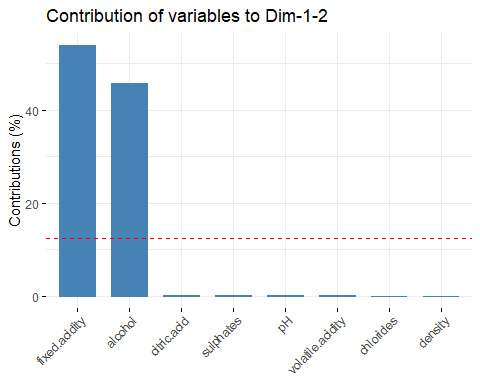 Contribution of variables to Dim-1-2
Contributions (%)
40
20
0
fixed.acidity
alcohol
citric.acid
sulphates
pH
volatile.acidity
chlorides
density